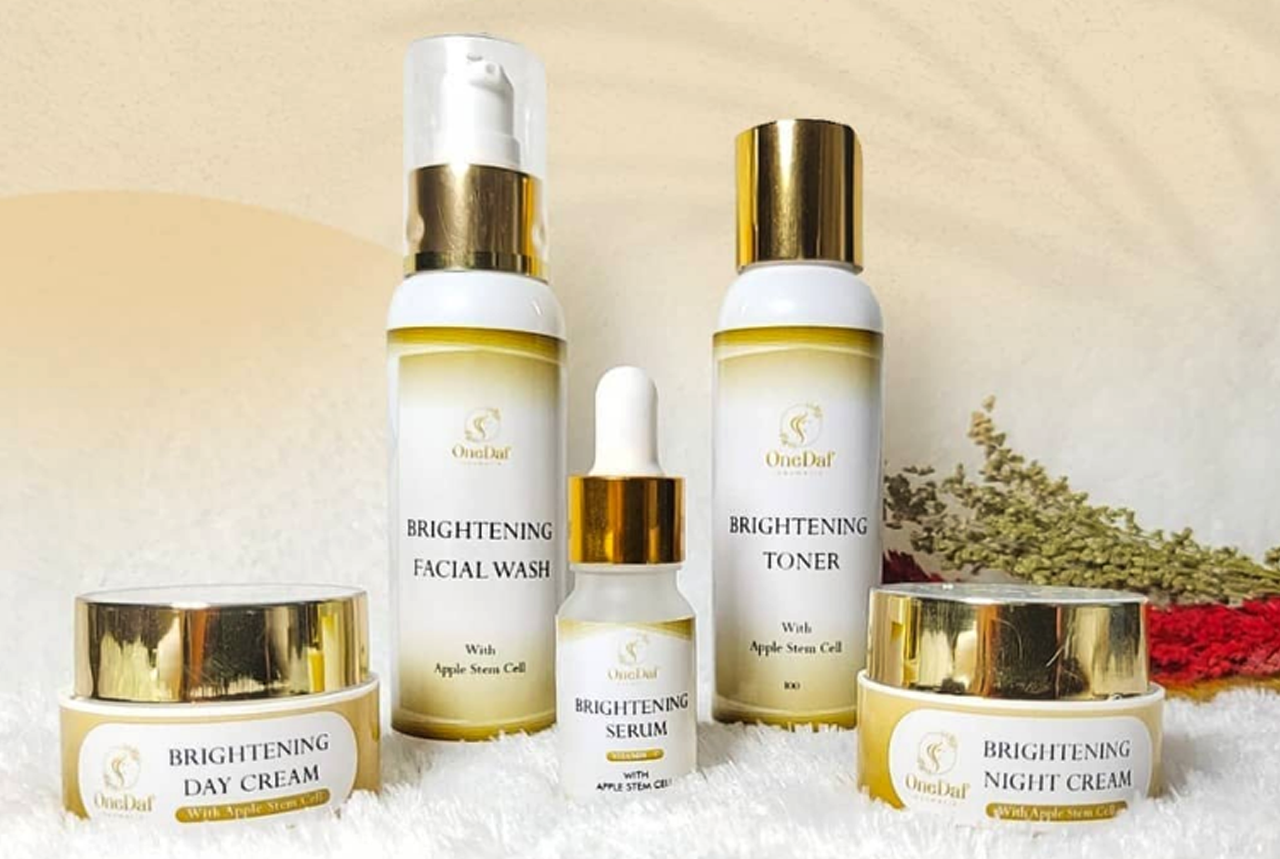 OneDaf
BRIGHTENING
FACIAL WASH
With
Apple Stem Cell
OneDaf
BRIGHTENING
TONER
With
Apple Stem Cell
100
OneDaf
BRIGHTENING
SERUM
WITH
APPLE STEM CELL
OneDaf
BRIGHTENING
DAY CREAM
With Apple Stem Cell
OneDaf
BRIGHTENING
NIGHT CREAM
With Apple Stem Cell